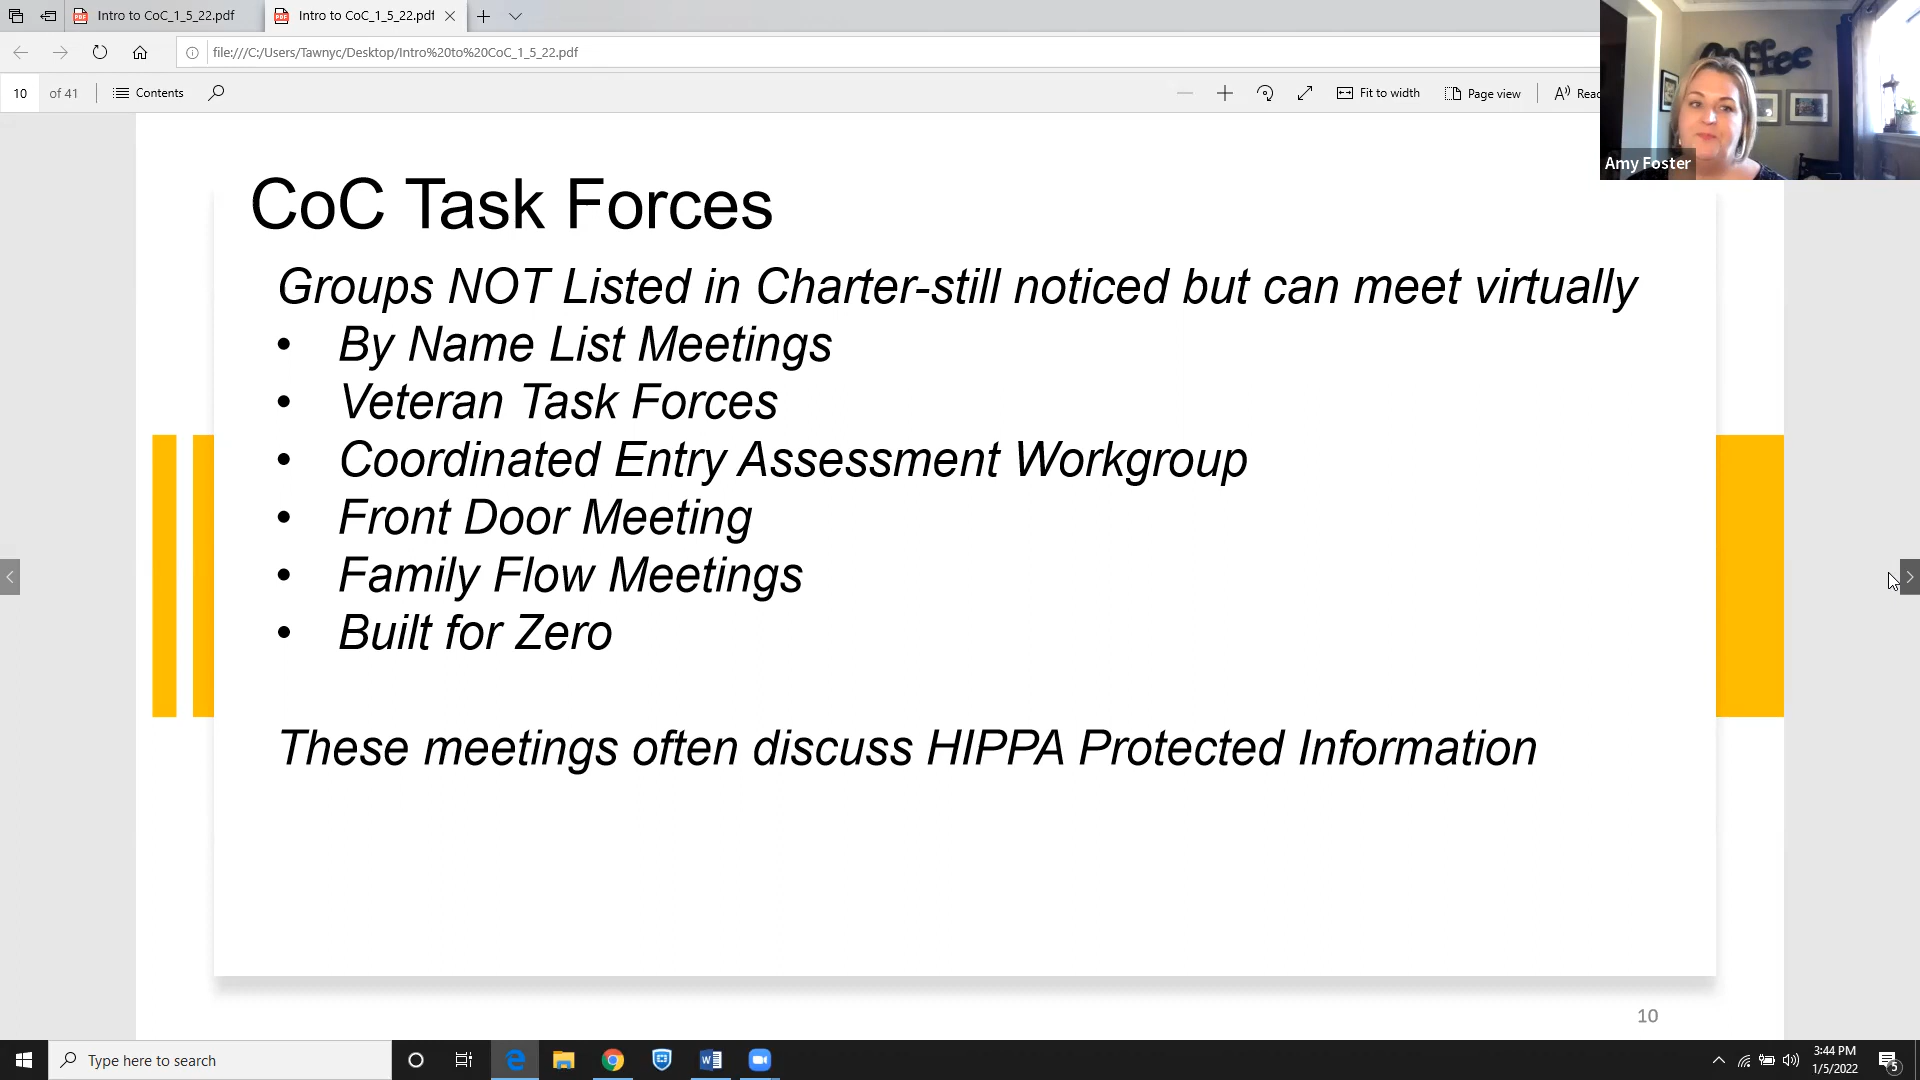 Intro to CoC_1_5_22.pdf
Intro to CoC_1_5_22.pdf
file:///C:/Users/Tawnyc/Desktop/Intro%20to%20CoC_1_5_22.pdf
10 of 41 Contents Fit to width Page view Reac
Coffee
Amy Foster
CoC Task Forces
Groups NOT Listed in Charter-still noticed but can meet virtually
• By Name List Meetings
• Veteran Task Forces
• Coordinated Entry Assessment Workgroup
• Front Door Meeting
• Family Flow Meetings
• Built for Zero
These meetings often discuss HIPPA Protected Information
10
Type here to search
3:44 PM
1/5/2022
5